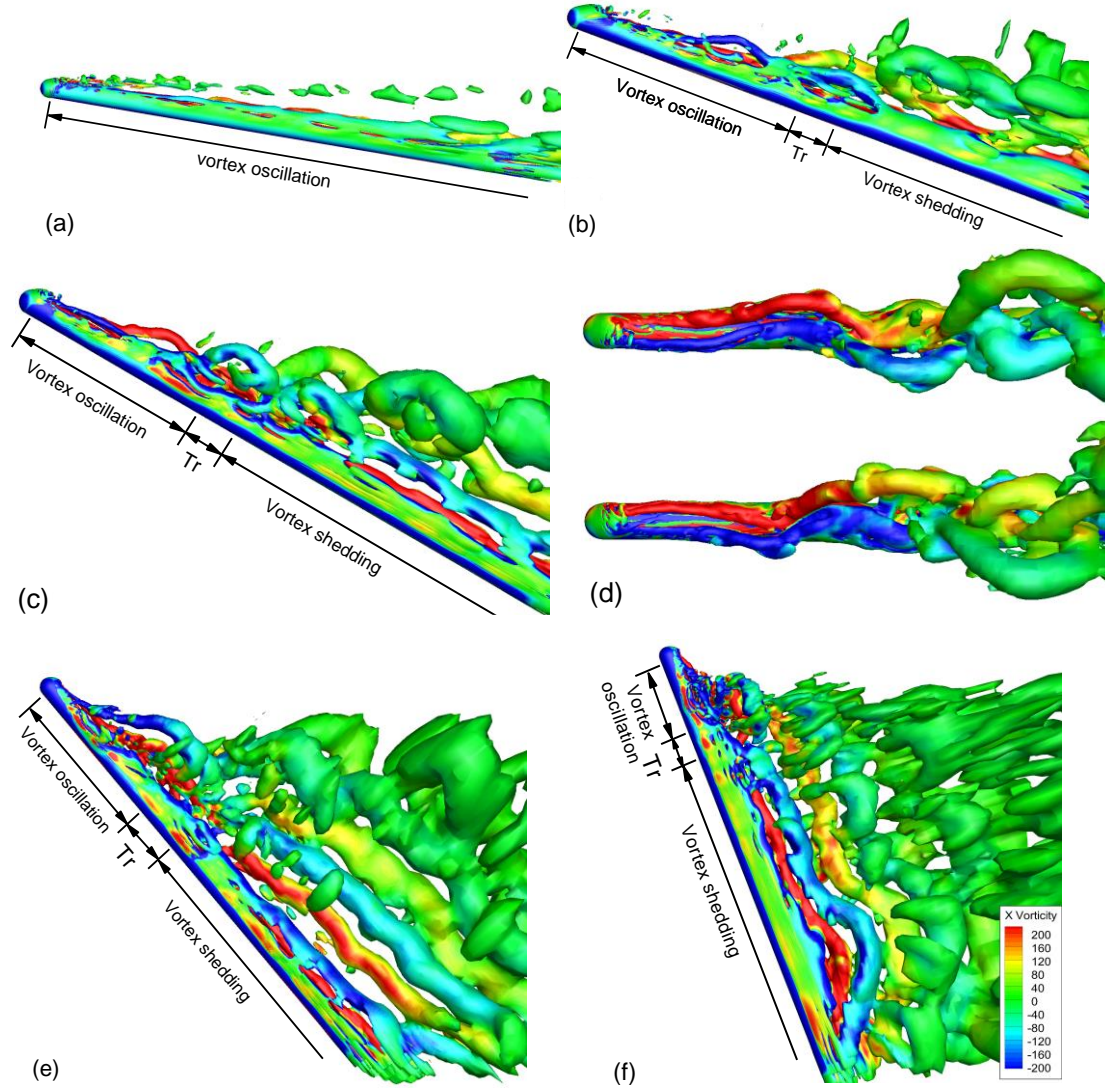 vortex oscillation
(a)
Vortex oscillation
Tr
Vortex shedding
(b)
Vortex oscillation
Tr
Vortex shedding
(c)
(d)
Vortex oscillation
Tr
Vortex shedding
(e)
Vortex
oscillation
Tr
Vortex shedding
(f)
X Vorticity
200
160
120
80
40
0
-40
-80
-120
-160
-200